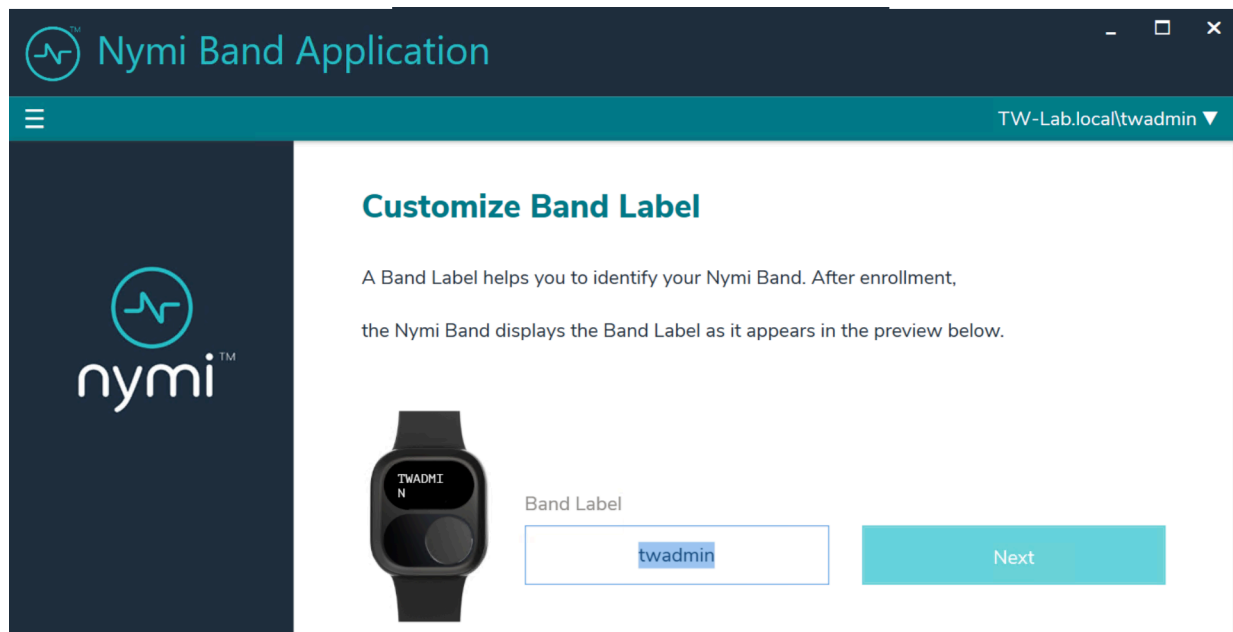 Nymi Band Application
TM
TW-Lab.local\twadmin
Customize Band Label
A Band Label helps you to identify your Nymi Band. After enrollment,
the Nymi Band displays the Band Label as it appears in the preview below.
nymi™
TWADMI
N
Band Label
twadmin
Next